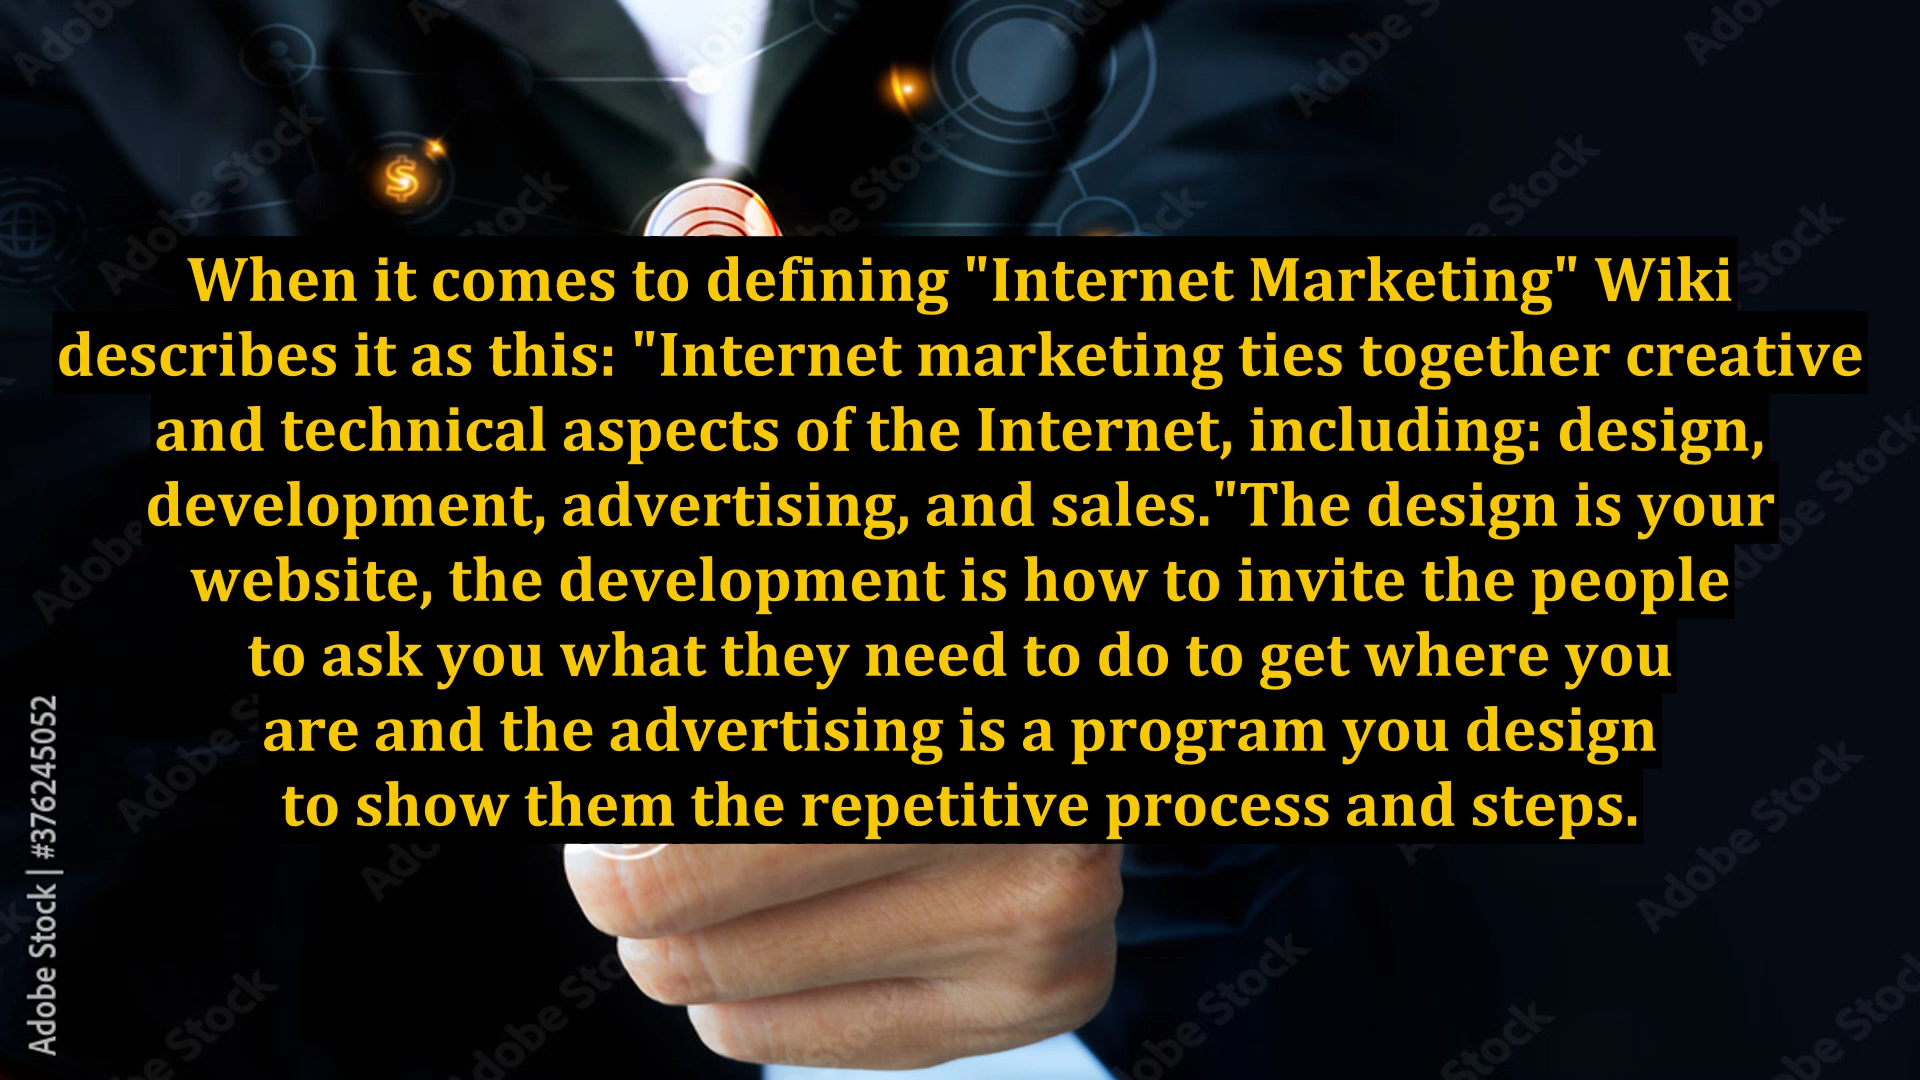 When it comes to defining "Internet Marketing" Wiki
describes it as this: "Internet marketing ties together creative
and technical aspects of the Internet, including: design,
development, advertising, and sales."The design is your
website, the development is how to invite the people
to ask you what they need to do to get where you
are and the advertising is a program you design
to show them the repetitive process and steps.
Adobe Stock | #376245052
$
Adobe Stock